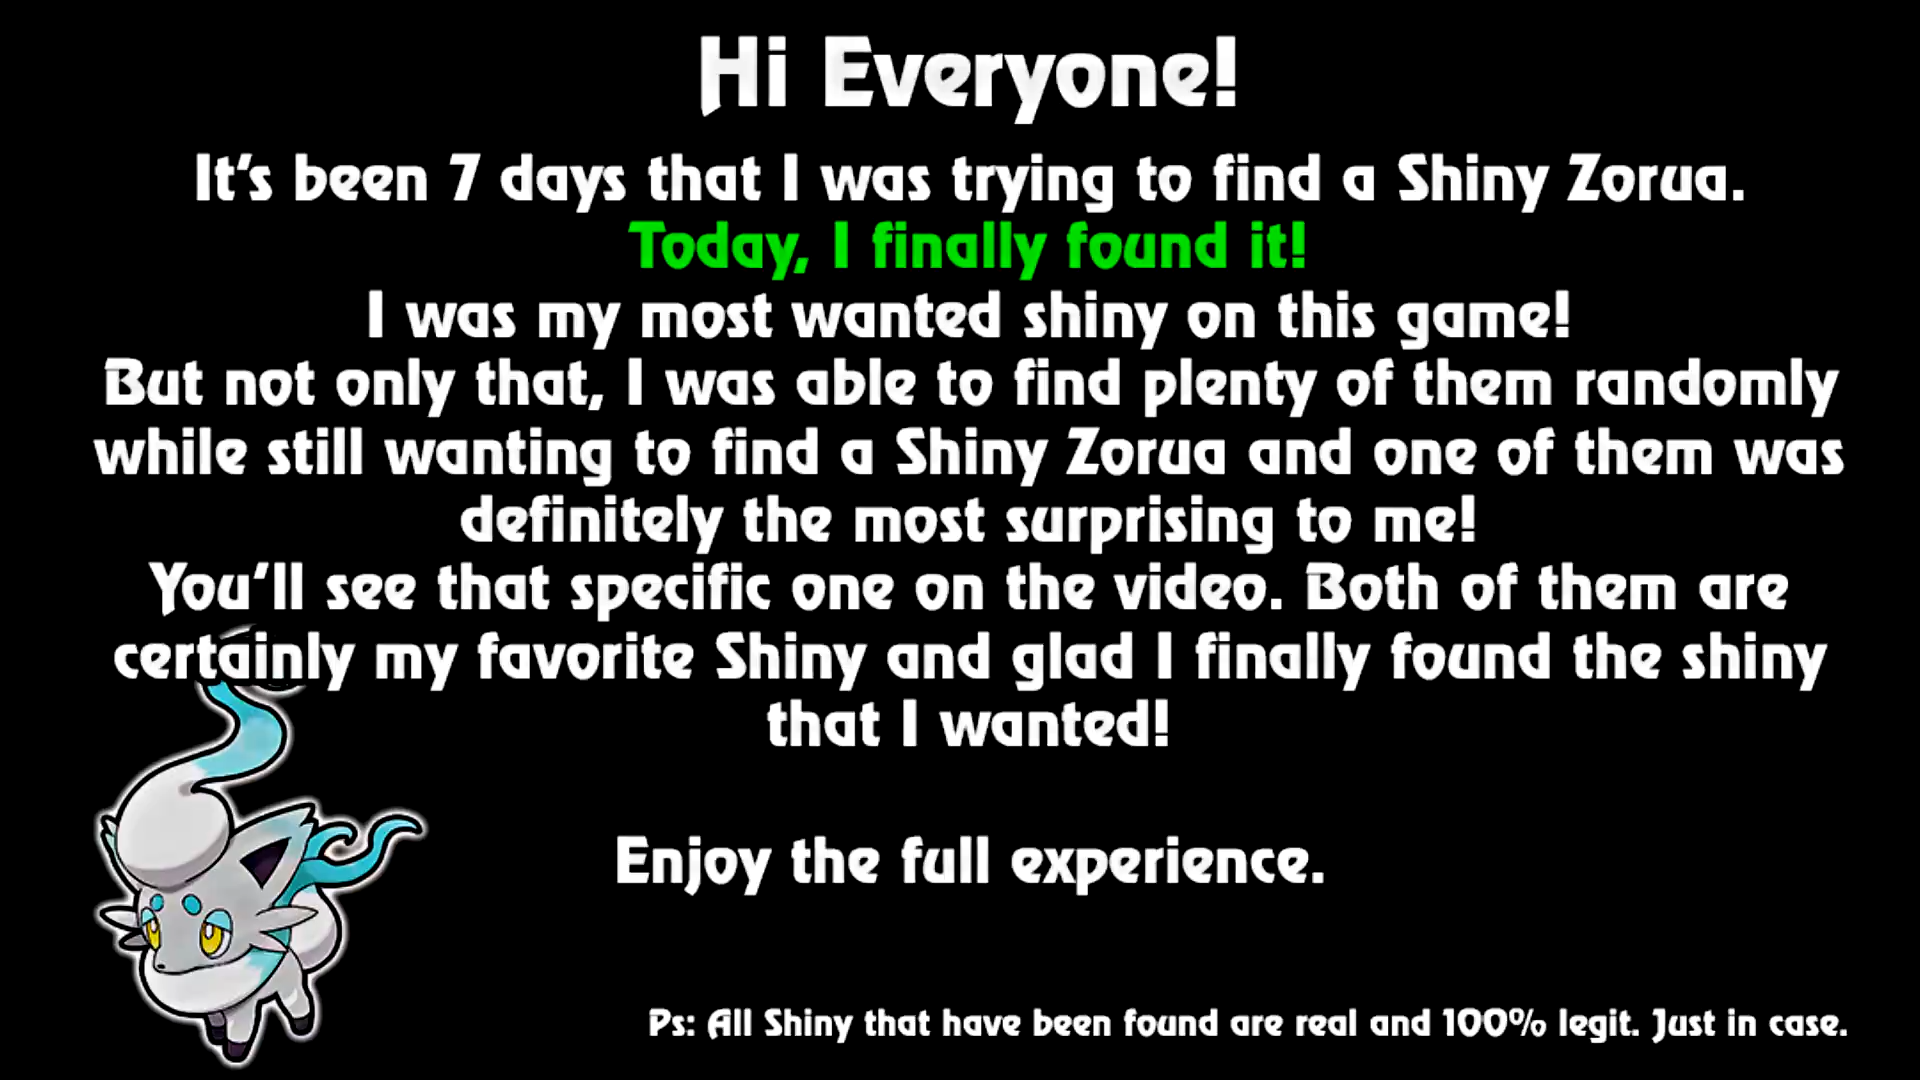 Hi Everyone!
It's been 7 days that I was trying to find a Shiny Zorua.
Today, I finally found it!
I was my most wanted shiny on this game!
But not only that, I was able to find plenty of them randomly
while still wanting to find a Shiny Zorua and one of them was
definitely the most surprising to me!
You'll see that specific one on the video. Both of them are
certainly my favorite Shiny and glad I finally found the shiny
that I wanted!
Enjoy the full experience.
Ps: All Shiny that have been found are real and 100% legit. Just in case.